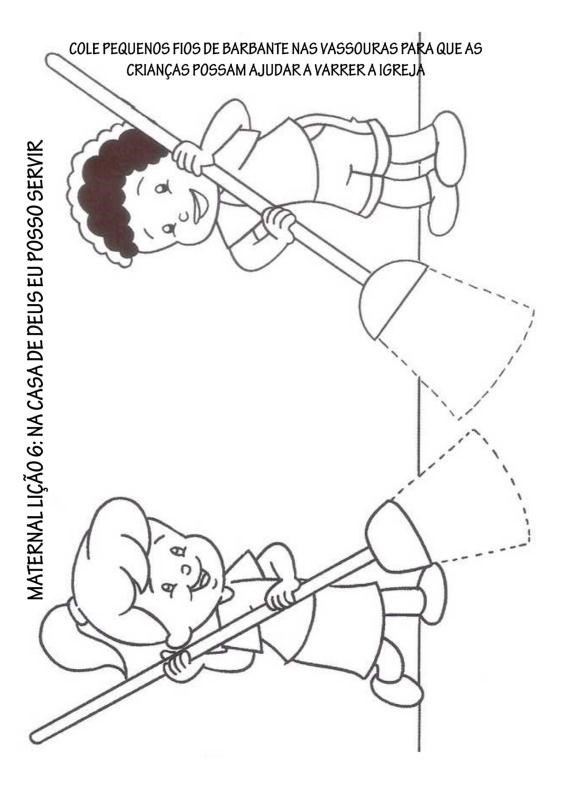 COLE PEQUENOS FIOS DE BARBANTE NAS VASSOURAS PARA QUE AS
CRIANÇAS POSSAM AJUDAR A VARRER A IGREJA
MATERNAL LIÇÃO 6: NA CASA DE DEUS EU POSSO SERVIR